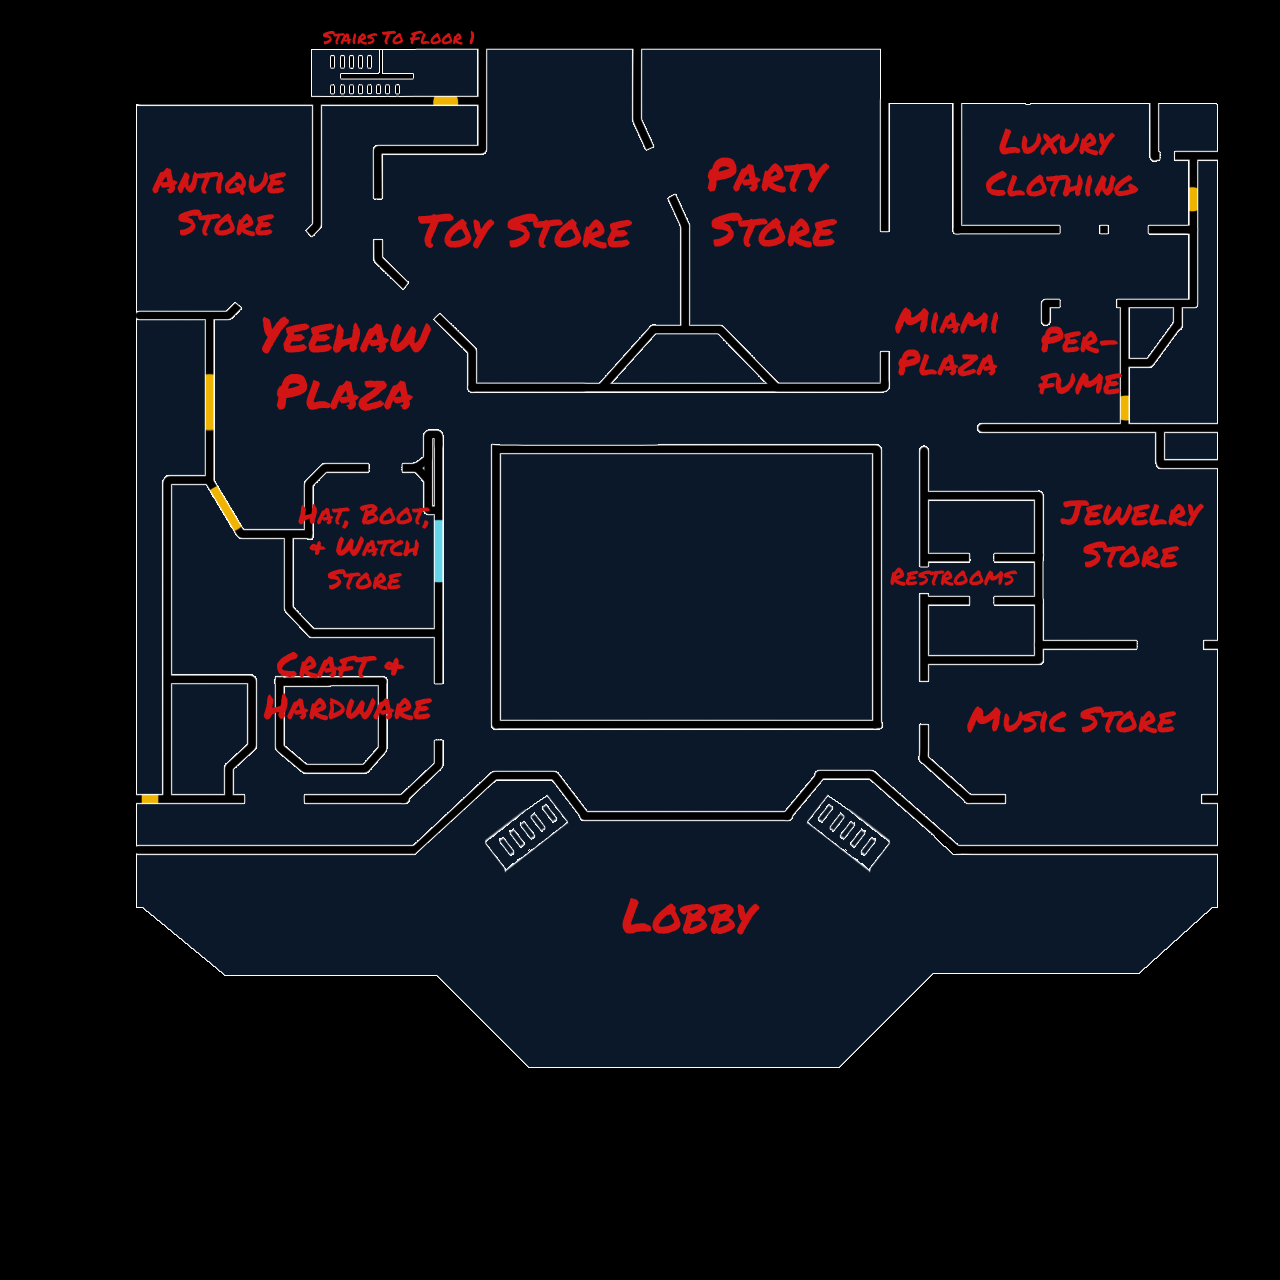 Stairs To Floor 1
Antique
Store
Toy Store
Party
Store
Luxury
Clothing
Yeehaw
Plaza
Miami
Plaza
Per-
fume
Hat, Boot,
& Watch
Store
Restrooms
Jewelry
Store
Craft &
Hardware
Music Store
Lobby